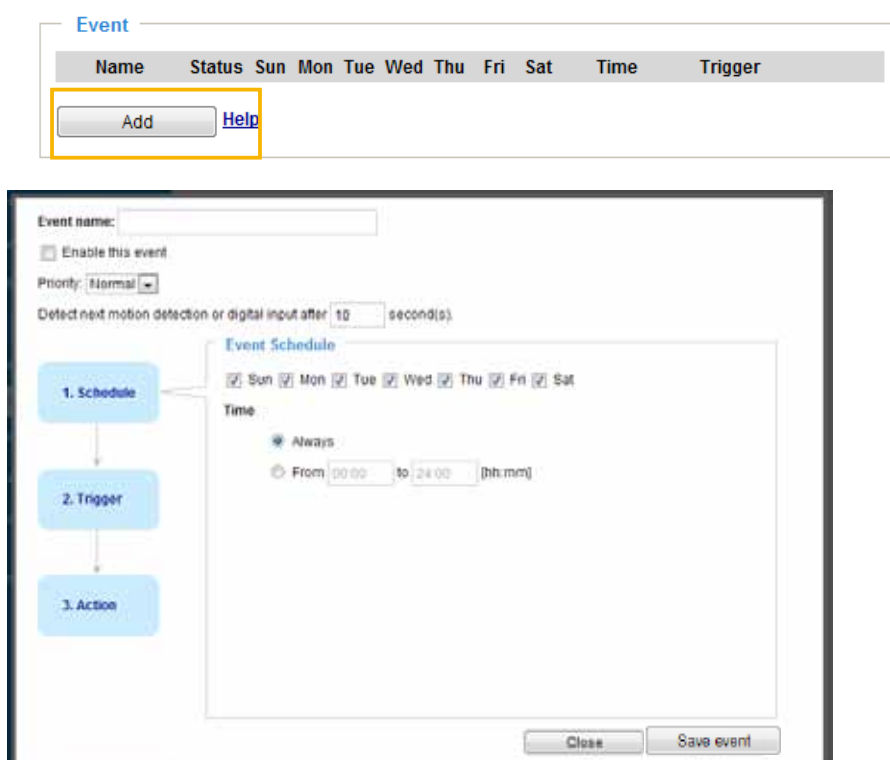 Event
Name Status Sun Mon Tue Wed Thu Fri Sat Time Trigger
Add Help
Event name:
Enable this event
Priority: Normal
Detect next motion detection or digital input after 10 second(s).
Event Schedule
Sun Mon Tue Wed Thu Fri Sat
1. Schedule
Time
Always
From 00:00 to 24:00 [hh:mm]
2. Trigger
3. Action
Close Save event